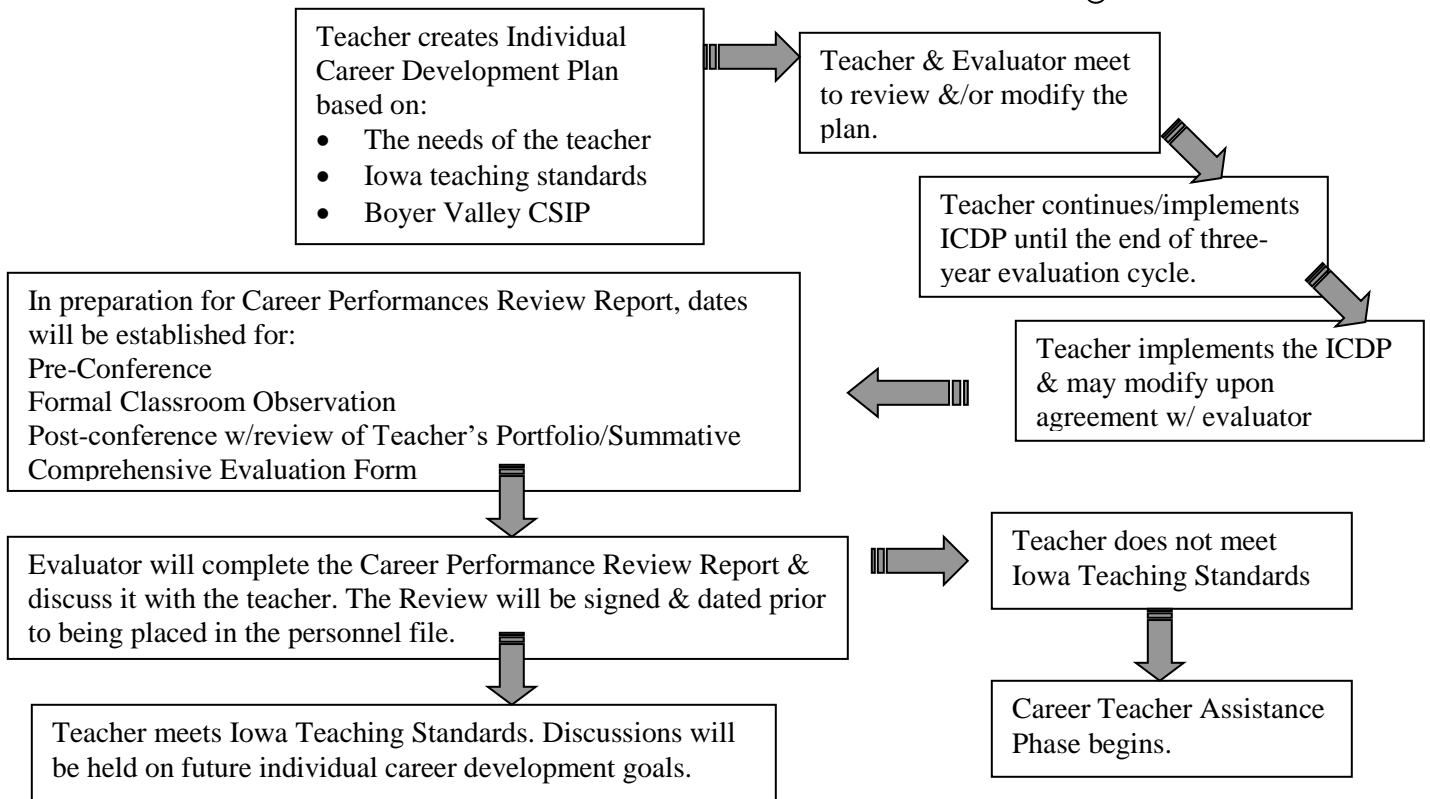 Teacher creates Individual
Career Development Plan
based on:
• The needs of the teacher
• Iowa teaching standards
• Boyer Valley CSIP
Teacher & Evaluator meet
to review &/or modify the
plan.
Teacher continues/implements
ICDP until the end of three-
year evaluation cycle.
Teacher implements the ICDP
& may modify upon
agreement w/ evaluator
In preparation for Career Performances Review Report, dates
will be established for:
Pre-Conference
Formal Classroom Observation
Post-conference w/review of Teacher’s Portfolio/Summative
Comprehensive Evaluation Form
Evaluator will complete the Career Performance Review Report &
discuss it with the teacher. The Review will be signed & dated prior
to being placed in the personnel file.
Teacher does not meet
Iowa Teaching Standards
Career Teacher Assistance
Phase begins.
Teacher meets Iowa Teaching Standards. Discussions will
be held on future individual career development goals.